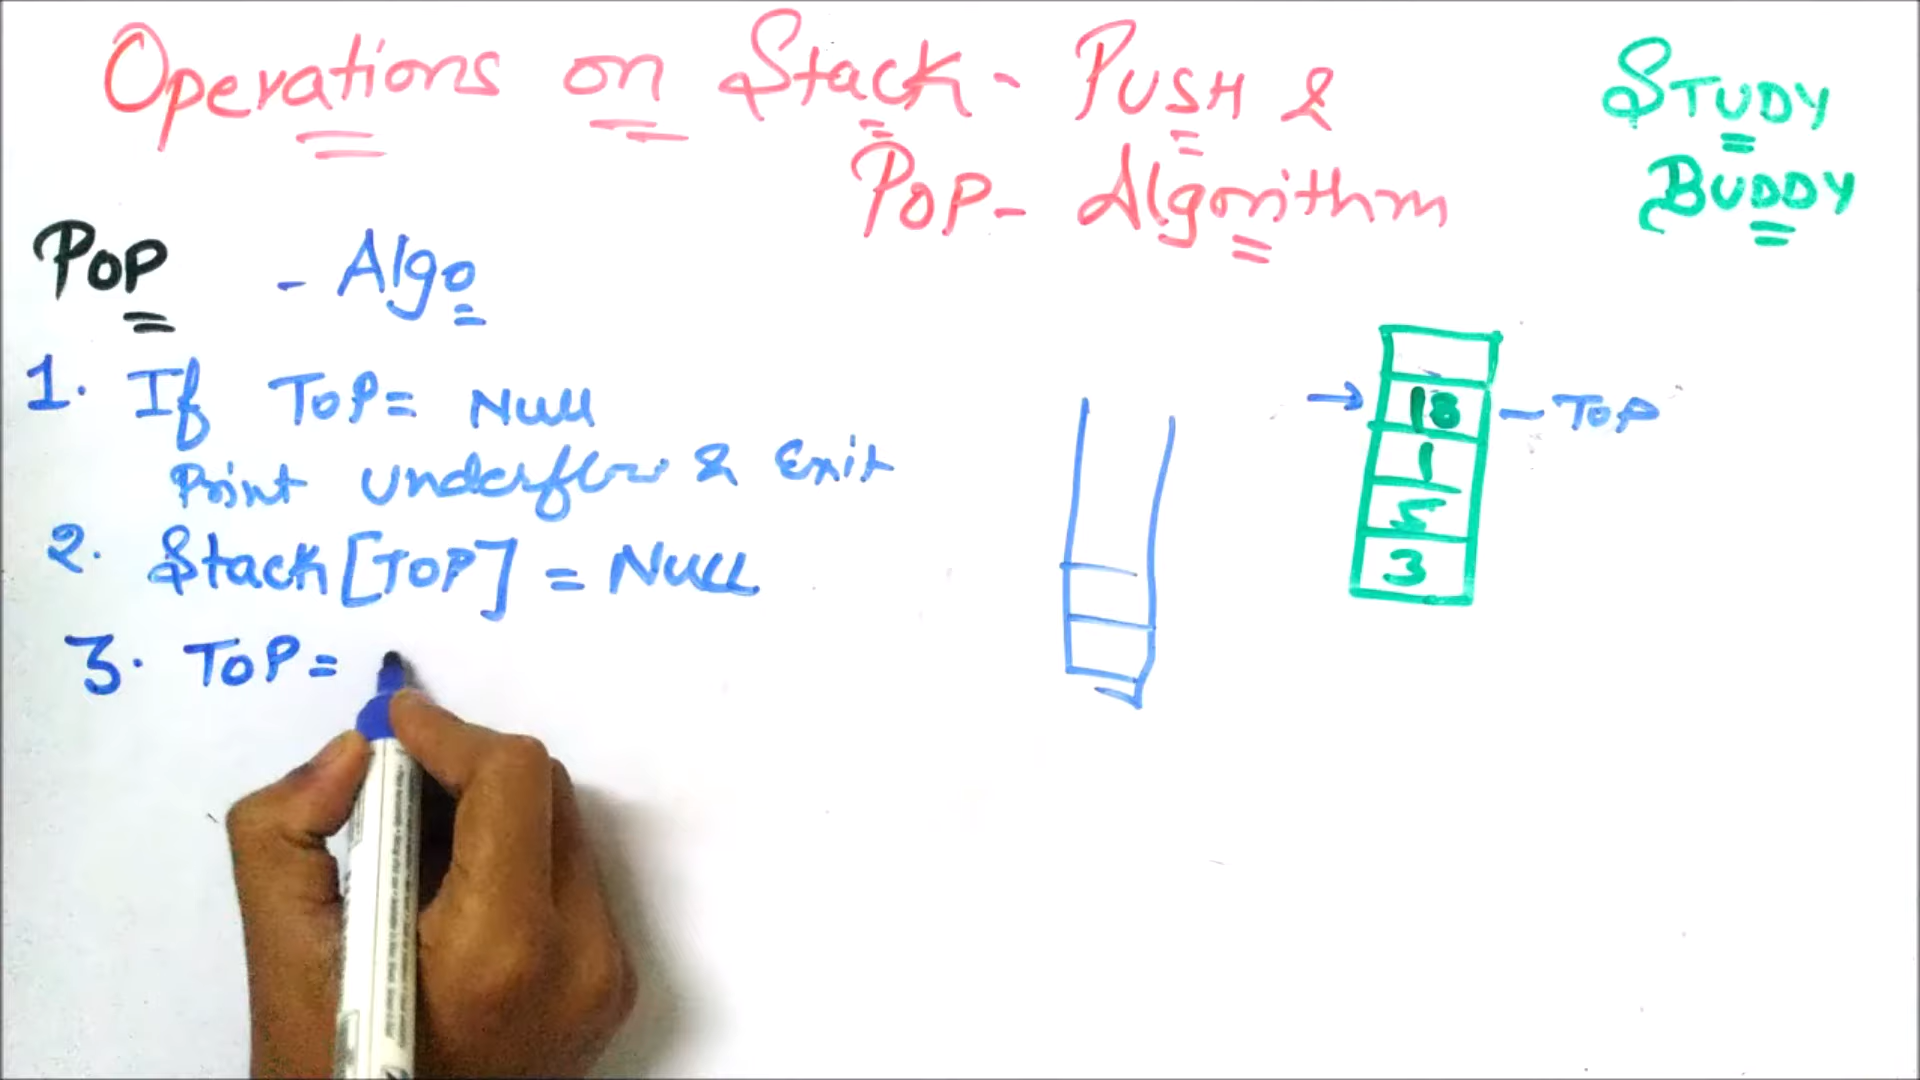 Operations on Stack - PUSH &
POP - Algorithm
STUDY
BUDDY
POP - Algo
1. If TOP = Null
Print underflow & Exit
2. Stack [TOP] = NULL
3. TOP =
→ 18 - TOP
1
5
3